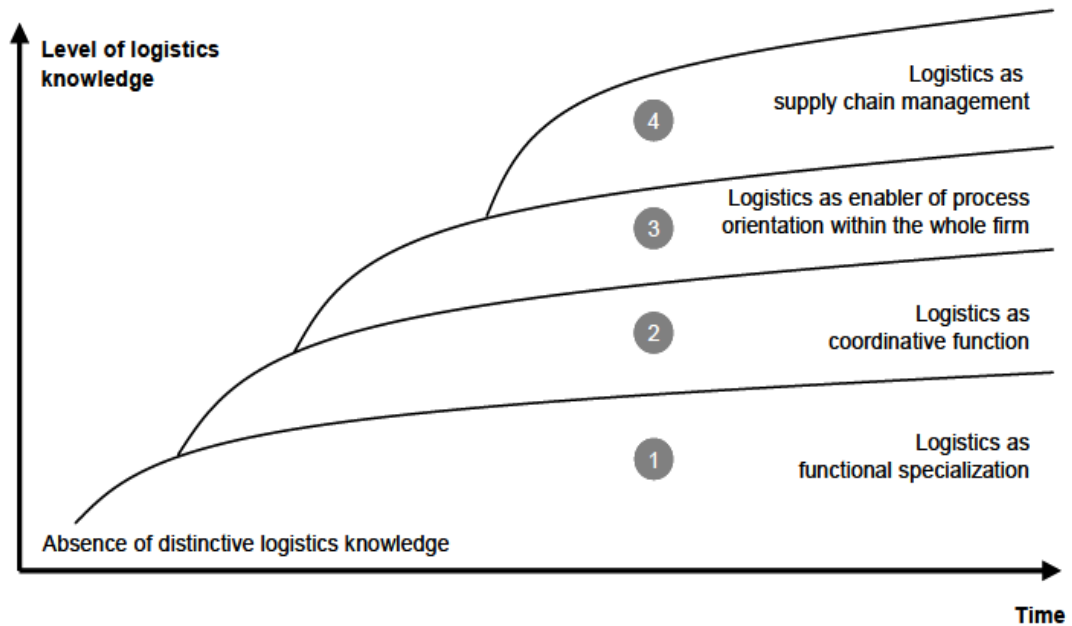 Level of logistics
knowledge
Logistics as
supply chain management
4
Logistics as enabler of process
orientation within the whole firm
3
Logistics as
coordinative function
2
Logistics as
functional specialization
1
Absence of distinctive logistics knowledge
Time